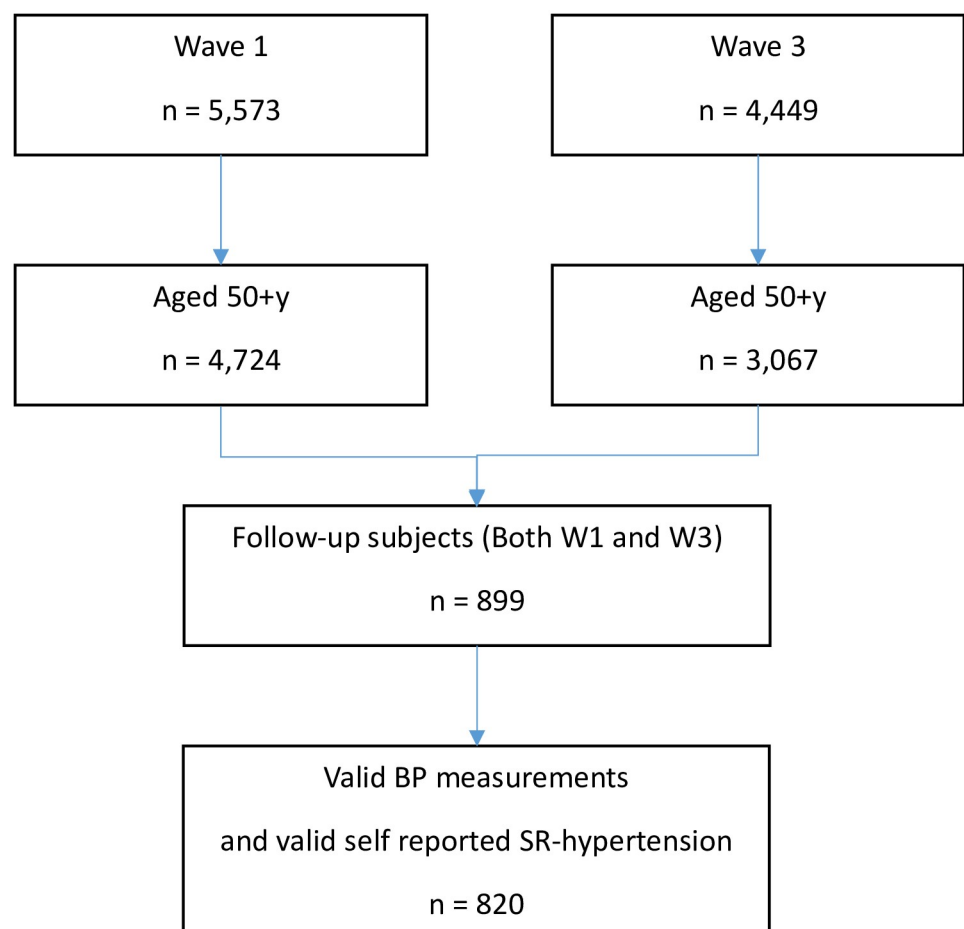 Wave 1
n = 5,573
Wave 3
n = 4,449
Aged 50+y
n = 4,724
Aged 50+y
n = 3,067
Follow-up subjects (Both W1 and W3)
n = 899
Valid BP measurements
and valid self reported SR-hypertension
n = 820